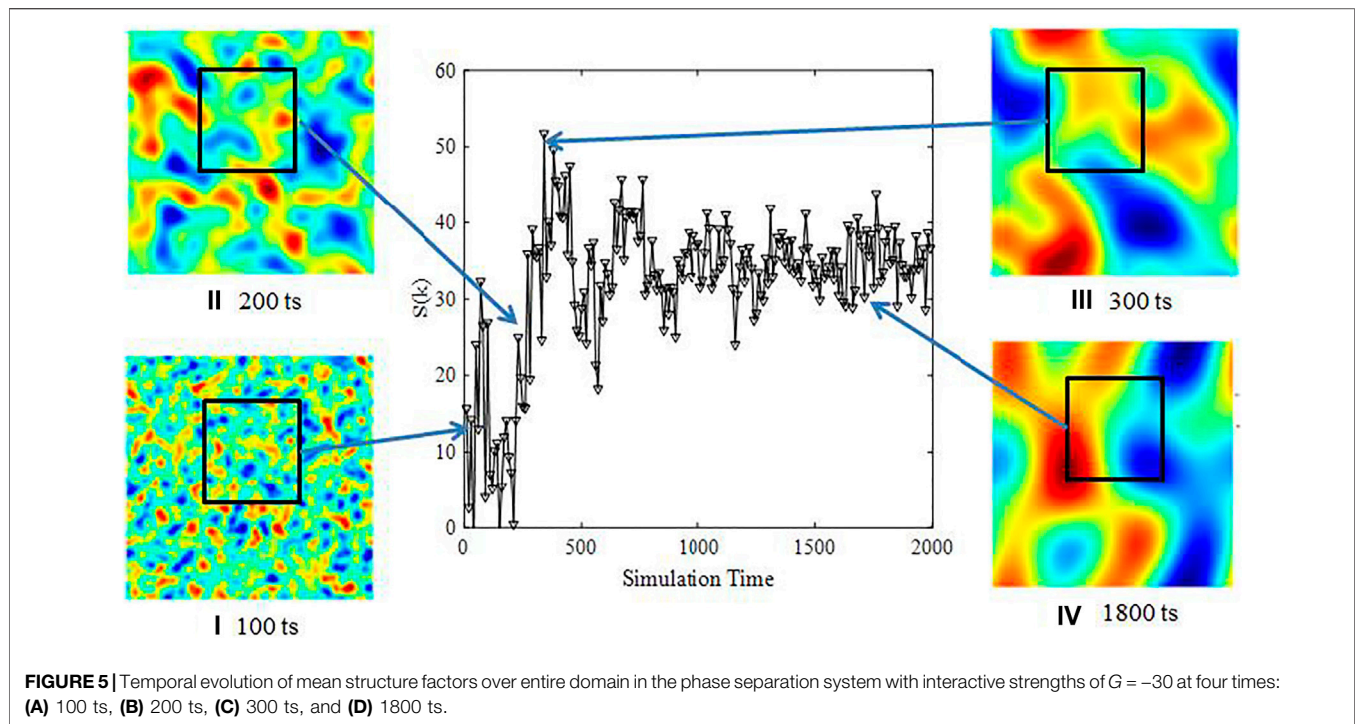 II 200 ts
I 100 ts
60
50
40
30
20
10
0
S(k)
0 500 1000 1500 2000
Simulation Time
III 300 ts
IV 1800 ts
FIGURE 5 | Temporal evolution of mean structure factors over entire domain in the phase separation system with interactive strengths of G = −30 at four times:
(A) 100 ts, (B) 200 ts, (C) 300 ts, and (D) 1800 ts.